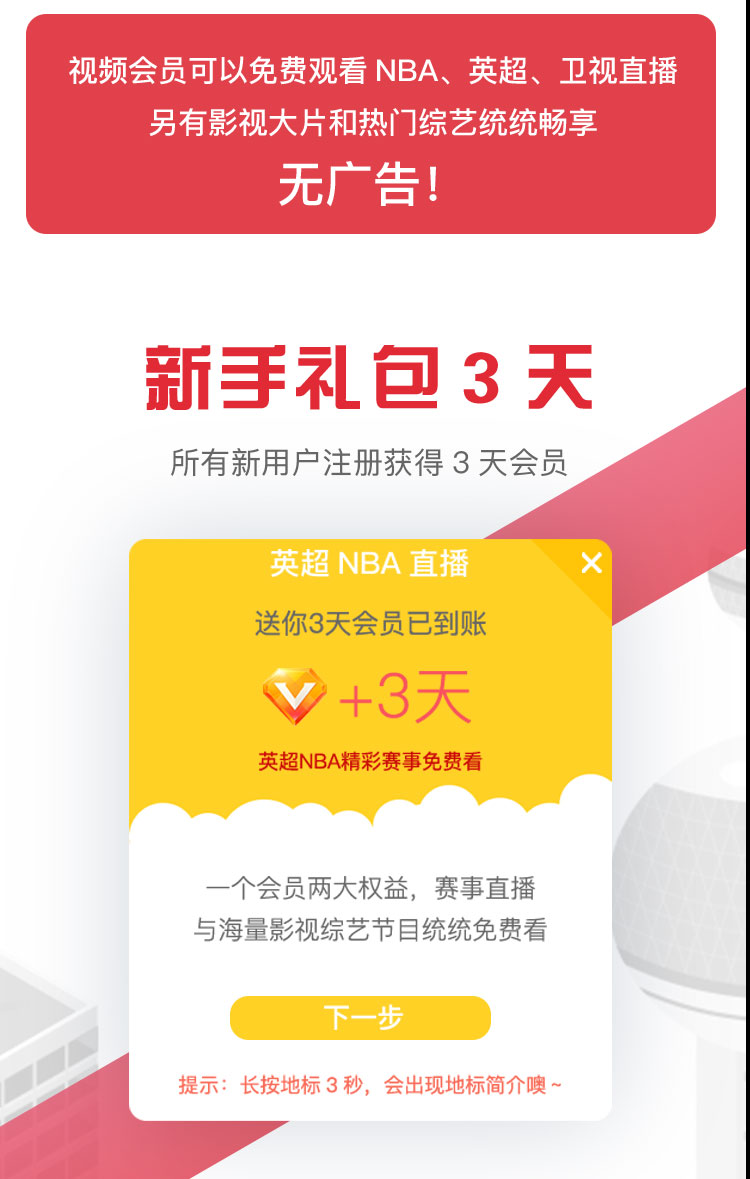 视频会员可以免费观看 NBA、英超、卫视直播
另有影视大片和热门综艺统统畅享
无广告！
新手礼包 3 天
所有新用户注册获得 3 天会员
英超 NBA 直播
送你3天会员已到账
+3天
英超NBA精彩赛事免费看
一个会员两大权益，赛事直播
与海量影视综艺节目统统免费看
下一步
提示：长按地标 3 秒，会出现地标简介噢 ~